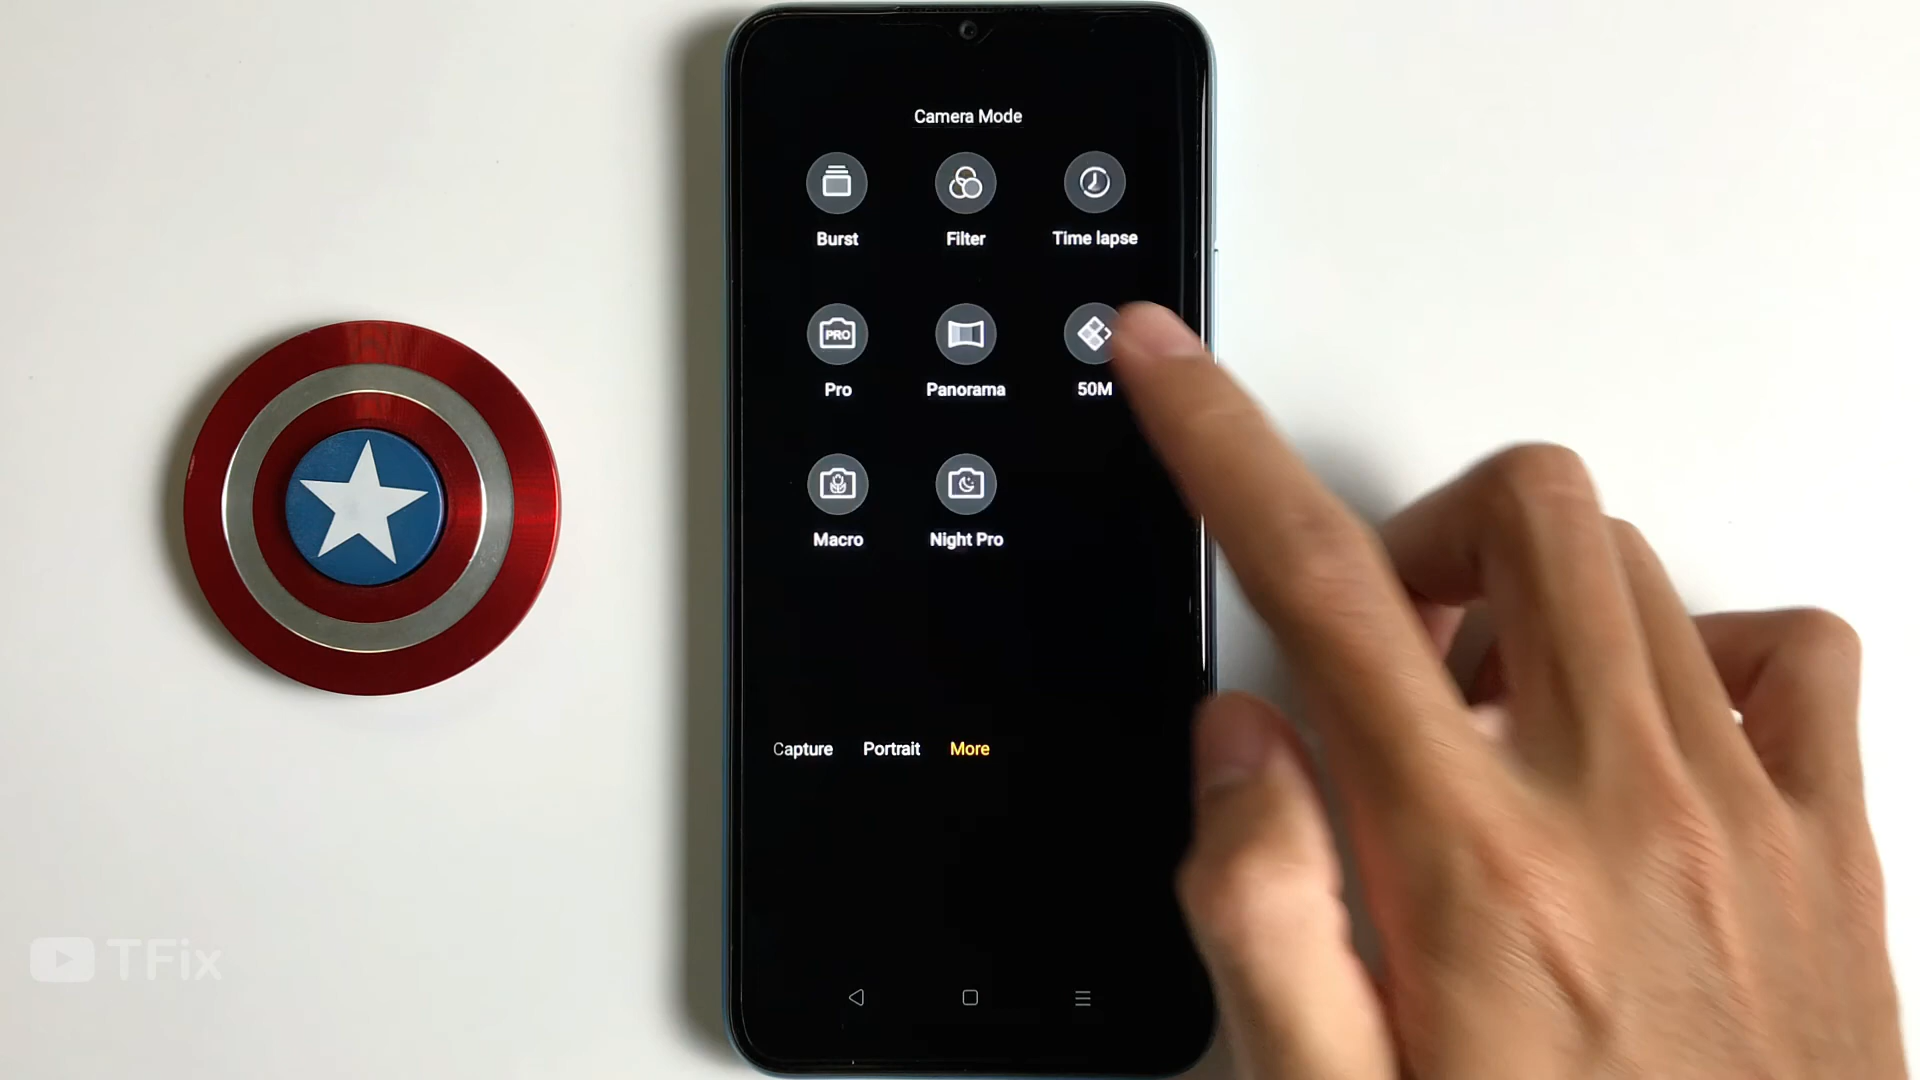 Camera Mode
Burst Filter Time lapse
PRO
Pro Panorama 50M
Macro Night Pro
Capture Portrait More
TFix